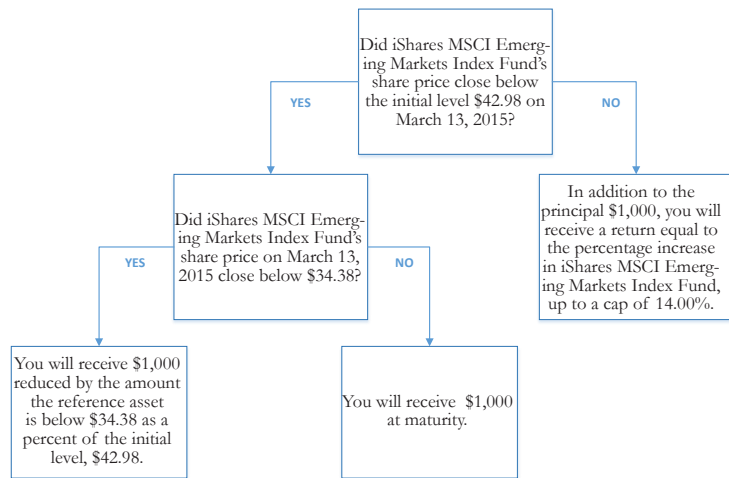 Did iShares MSCI Emerg-
ing Markets Index Fund's
share price close below
the initial level $42.98 on
March 13, 2015?
YES
NO
Did iShares MSCI Emerg-
ing Markets Index Fund's
share price on March 13,
2015 close below $34.38?
YES
NO
In addition to the
principal $1,000, you will
receive a return equal to
the percentage increase
in iShares MSCI Emerg-
ing Markets Index Fund,
up to a cap of 14.00%.
You will receive $1,000
reduced by the amount
the reference asset
is below $34.38 as a
percent of the initial
level, $42.98.
You will receive $1,000
at maturity.